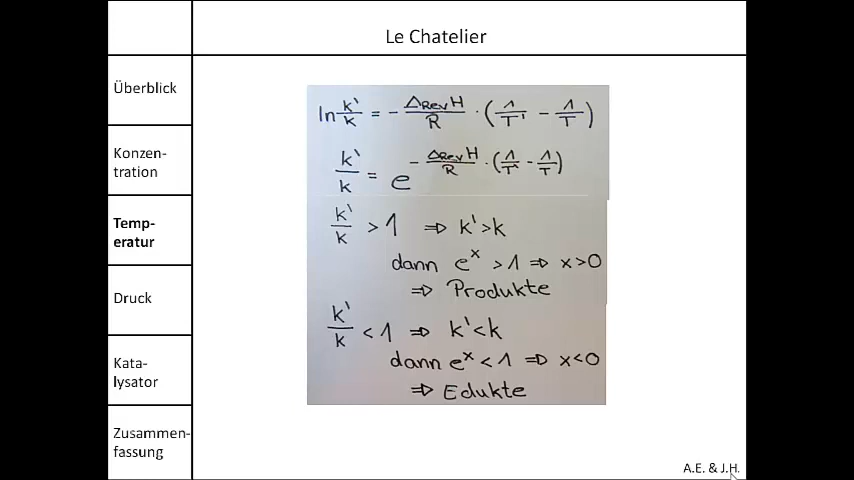 Le Chatelier
Überblick
Konzen-
tration
Temp-
eratur
Druck
Kata-
lysator
Zusammen-
fassung
ln k'/k = - ΔRevH/R · (1/T' - 1/T)
k'/k = e^(- ΔRevH/R · (1/T' - 1/T))
k'/k > 1 ⇒ k' > k
dann e^x > 1 ⇒ x > 0
⇒ Produkte
k'/k < 1 ⇒ k' < k
dann e^x < 1 ⇒ x < 0
⇒ Edukte
A.E. & J.H.